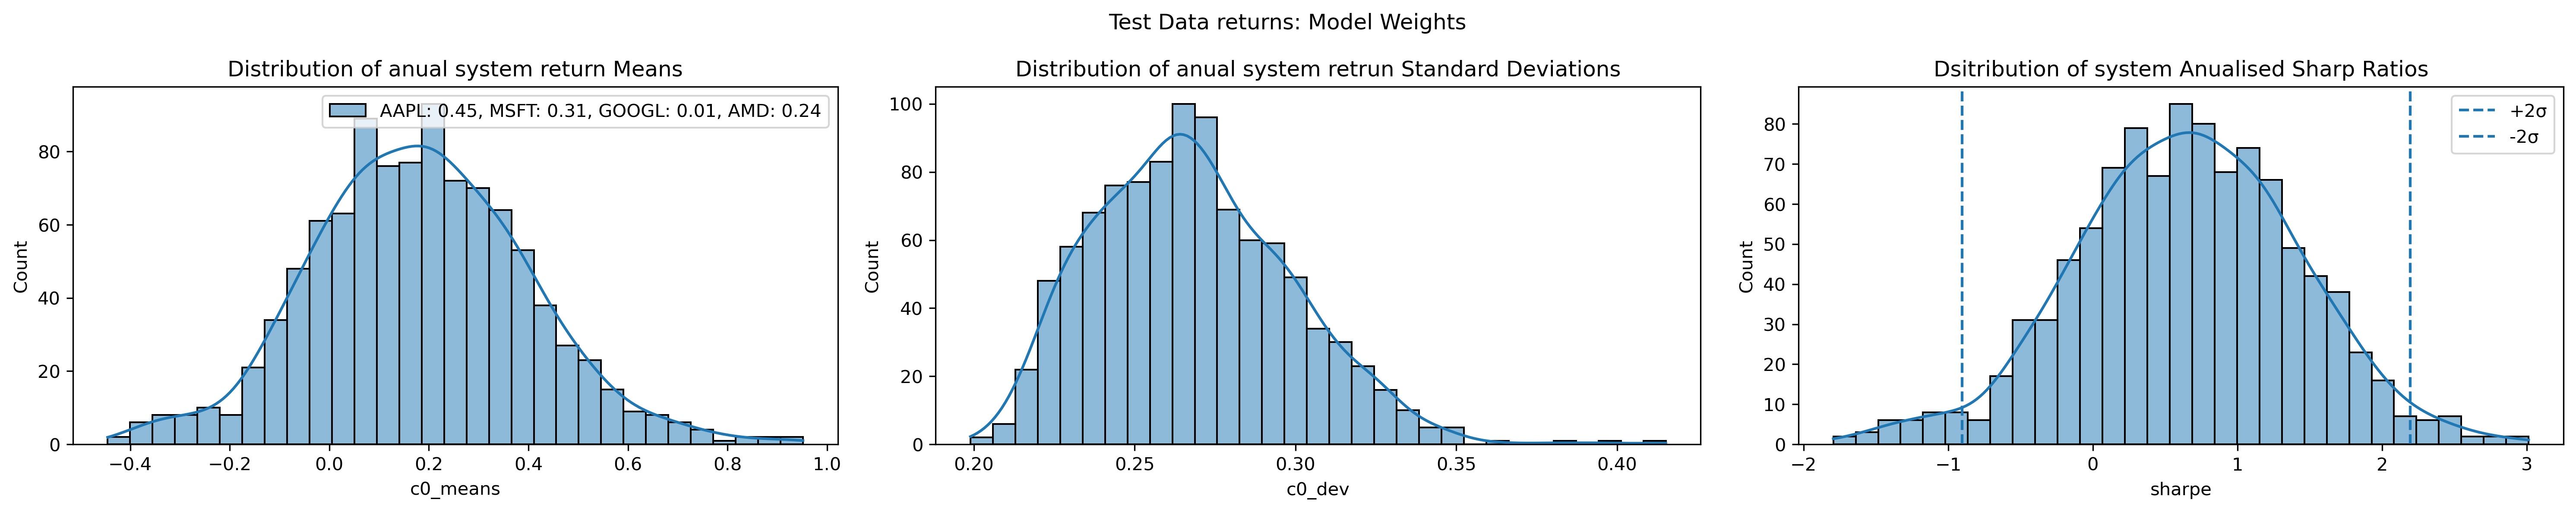 Test Data returns: Model Weights
Distribution of anual system return Means
AAPL: 0.45, MSFT: 0.31, GOOGL: 0.01, AMD: 0.24
Count
80
60
40
20
0
−0.4 −0.2 0.0 0.2 0.4 0.6 0.8 1.0
c0_means
Distribution of anual system retrun Standard Deviations
Count
100
80
60
40
20
0
0.20 0.25 0.30 0.35 0.40
c0_dev
Dsitribution of system Anualised Sharp Ratios
+2σ
-2σ
Count
80
70
60
50
40
30
20
10
0
−2 −1 0 1 2 3
sharpe